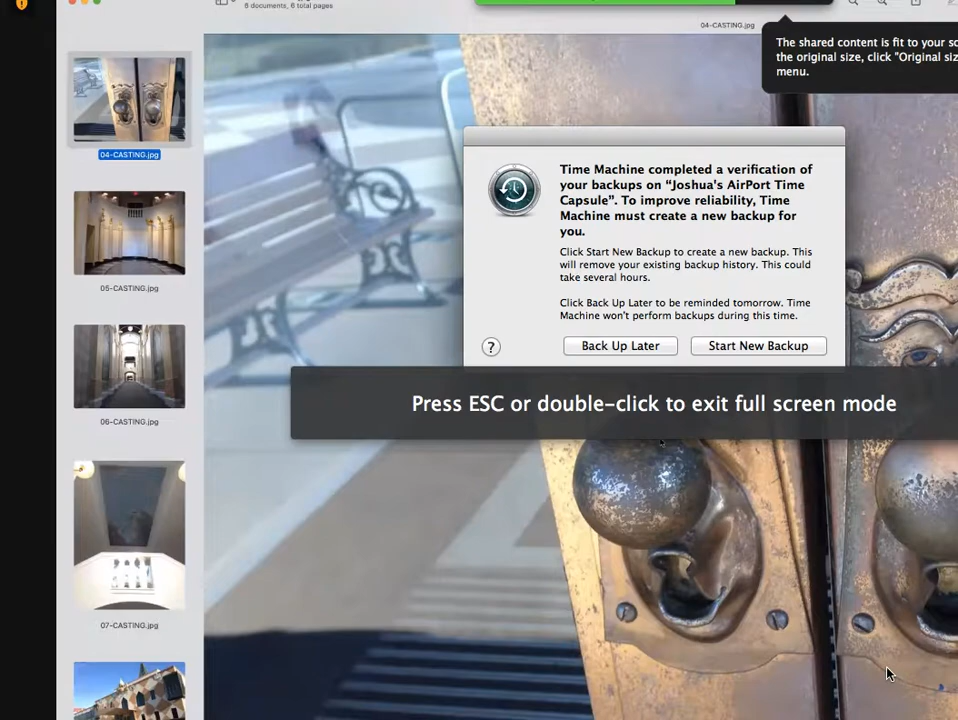 6 documents, 6 total pages
04-CASTING.jpg
The shared content is fit to your sc
the original size, click "Original siz
menu.
04-CASTING.jpg
Time Machine completed a verification of
your backups on “Joshua's AirPort Time
Capsule”. To improve reliability, Time
Machine must create a new backup for
you.
Click Start New Backup to create a new backup. This
will remove your existing backup history. This could
take several hours.
Click Back Up Later to be reminded tomorrow. Time
Machine won't perform backups during this time.
?
Back Up Later
Start New Backup
05-CASTING.jpg
Press ESC or double-click to exit full screen mode
06-CASTING.jpg
07-CASTING.jpg